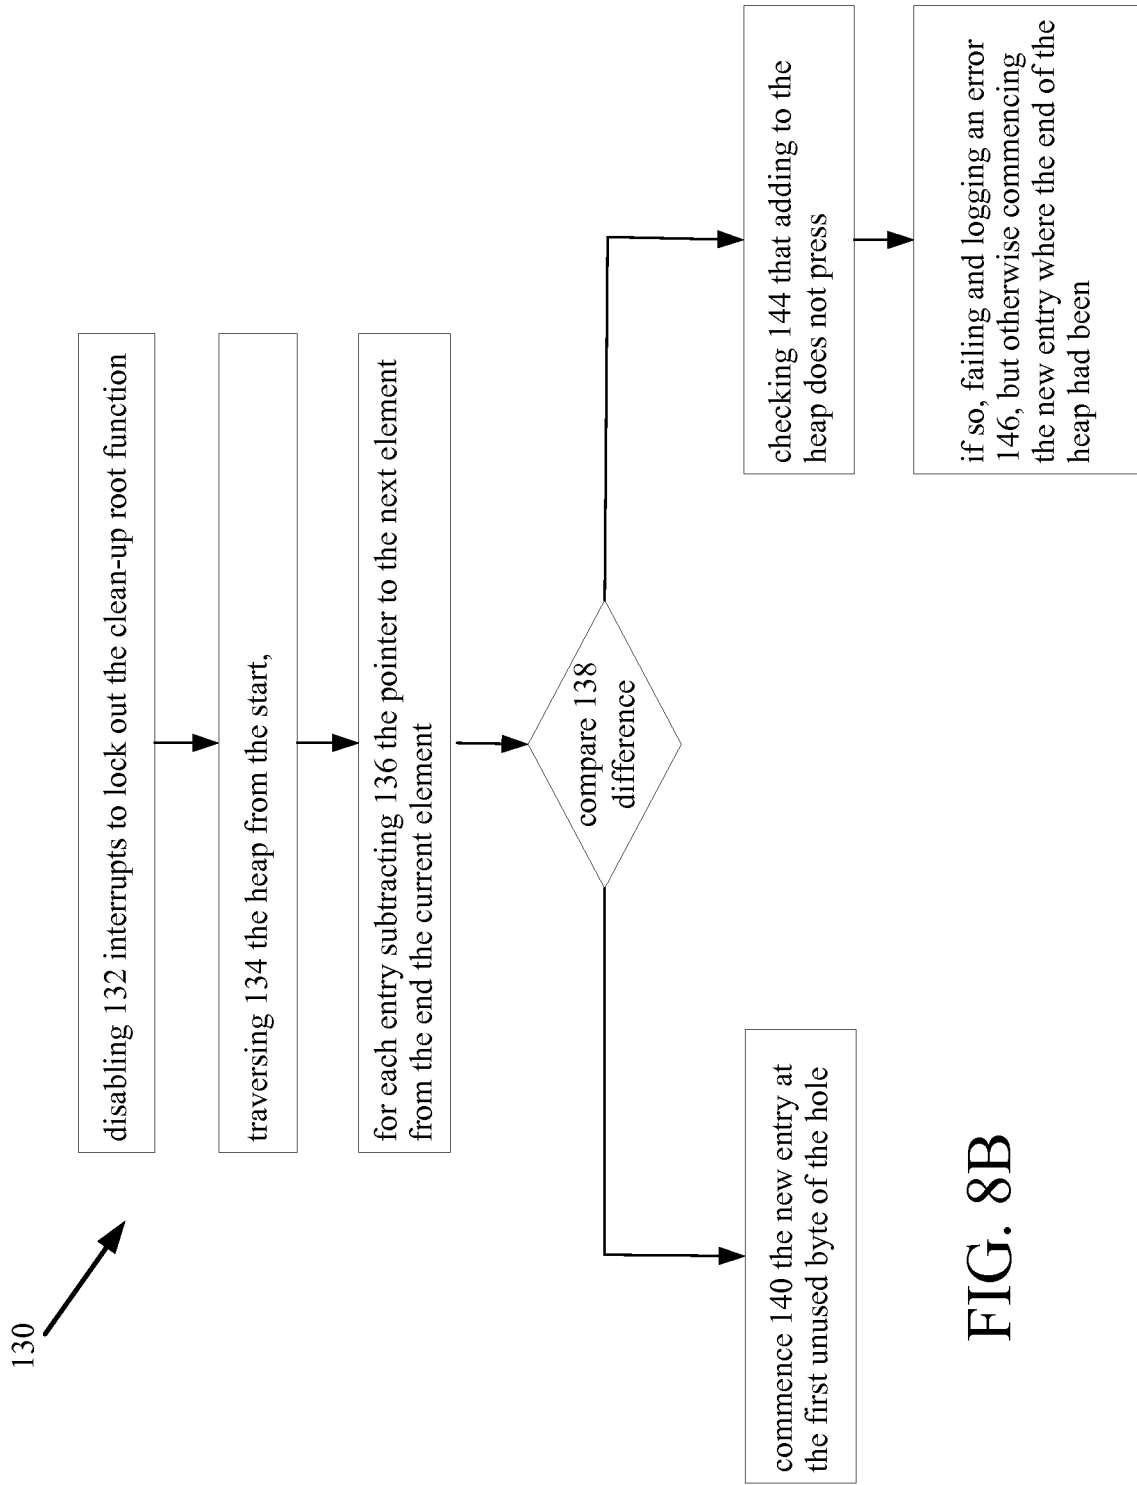 130
disabling 132 interrupts to lock out the clean-up root function
traversing 134 the heap from the start,
for each entry subtracting 136 the pointer to the next element
from the end the current element
compare 138
difference
commence 140 the new entry at
the first unused byte of the hole
checking 144 that adding to the
heap does not press
if so, failing and logging an error
146, but otherwise commencing
the new entry where the end of the
heap had been
FIG. 8B